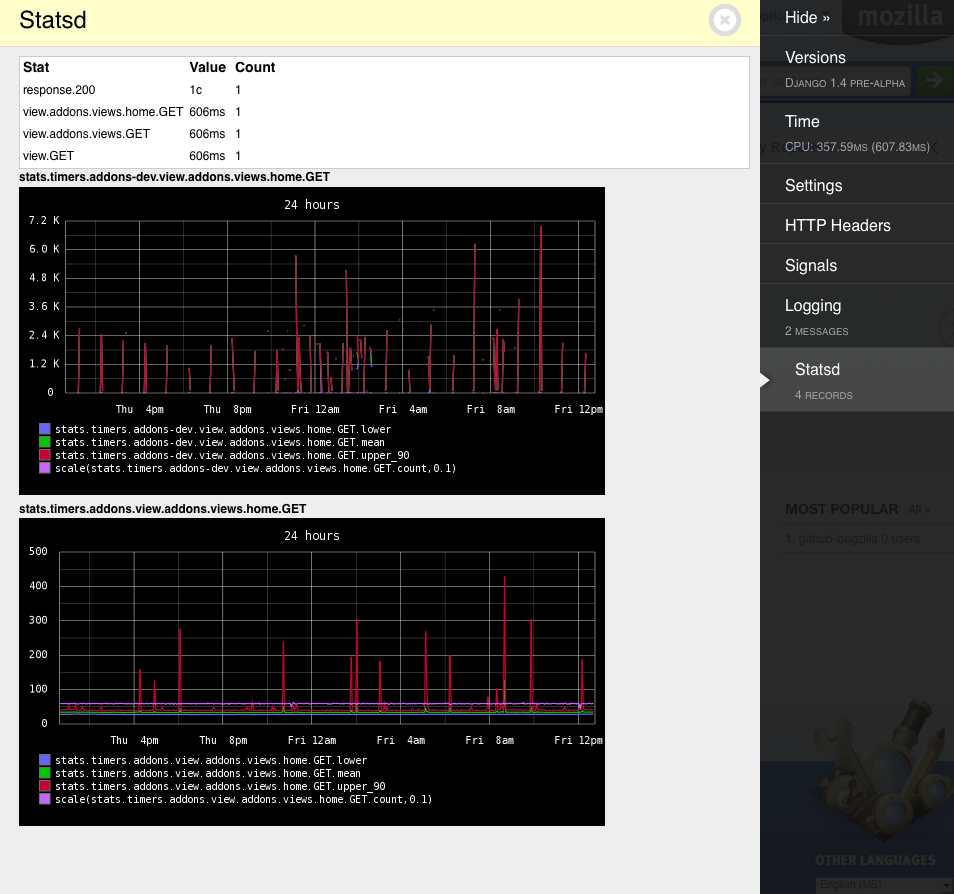 Statsd
Stat Value Count
response.200 1c 1
view.addons.views.home.GET 606ms 1
view.addons.views.GET 606ms 1
view.GET 606ms 1
stats.timers.addons-dev.view.addons.views.home.GET
24 hours
7.2 K
6.0 K
4.8 K
3.6 K
2.4 K
1.2 K
0
Thu 4pm Thu 8pm Fri 12am Fri 4am Fri 8am Fri 12pm
stats.timers.addons-dev.view.addons.views.home.GET.lower
stats.timers.addons-dev.view.addons.views.home.GET.mean
stats.timers.addons-dev.view.addons.views.home.GET.upper_90
scale(stats.timers.addons-dev.view.addons.views.home.GET.count,0.1)
stats.timers.addons.view.addons.views.home.GET
24 hours
500
400
300
200
100
0
Thu 4pm Thu 8pm Fri 12am Fri 4am Fri 8am Fri 12pm
stats.timers.addons.view.addons.views.home.GET.lower
stats.timers.addons.view.addons.views.home.GET.mean
stats.timers.addons.view.addons.views.home.GET.upper_90
scale(stats.timers.addons.view.addons.views.home.GET.count,0.1)
Hide »
mozilla
Versions
DJANGO 1.4 PRE-ALPHA
Time
CPU: 357.59MS (607.83MS)
Settings
HTTP Headers
Signals
Logging
2 MESSAGES
Statsd
4 RECORDS
MOST POPULAR All »
1. github-bugzilla 0 users
OTHER LANGUAGES
English (US)